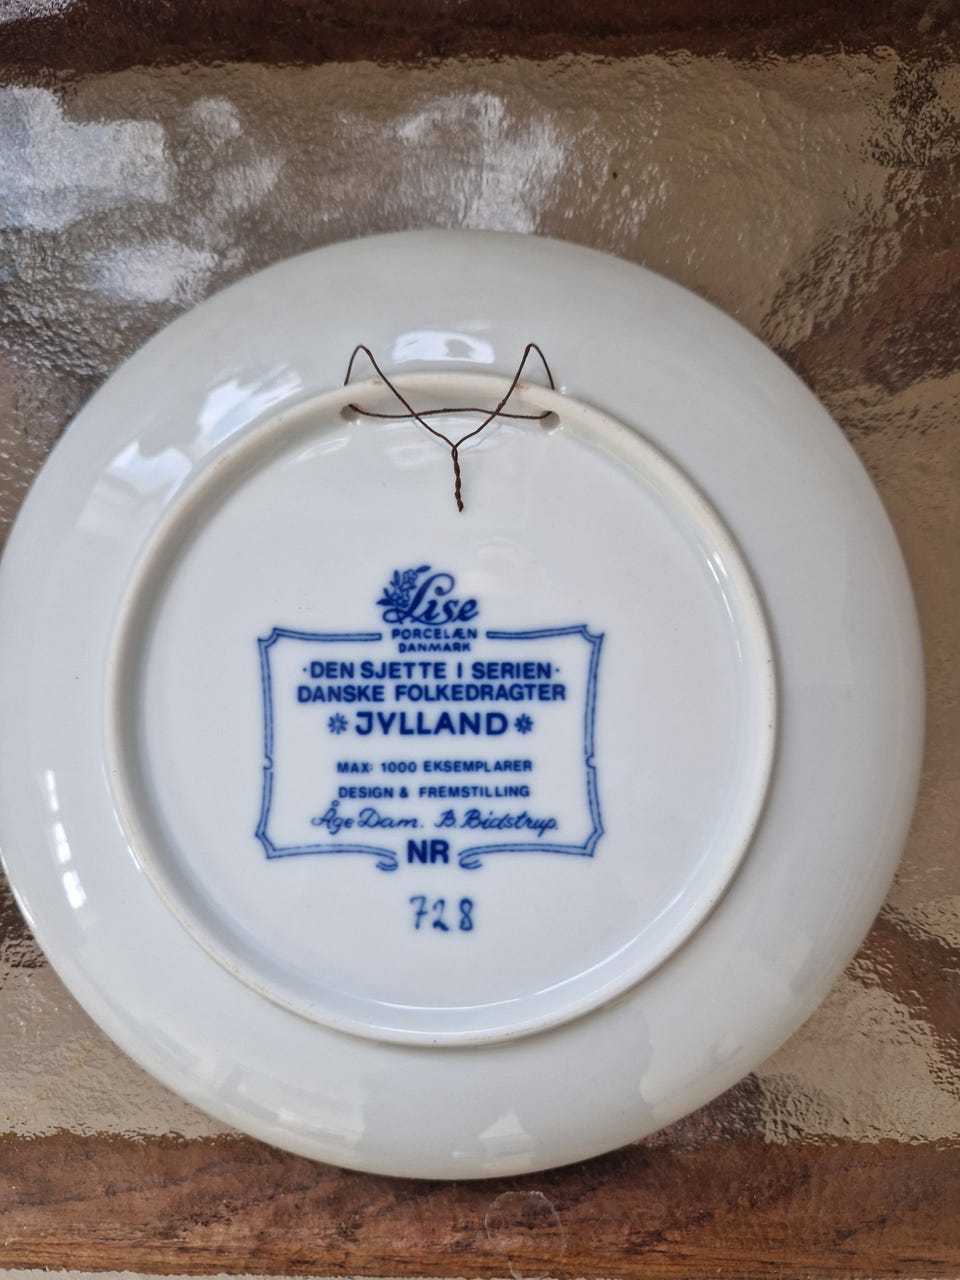 Lise
PORCELÆN
DANMARK
·DEN SJETTE I SERIEN·
DANSKE FOLKEDRAGTER
JYLLAND
MAX: 1000 EKSEMPLARER
DESIGN & FREMSTILLING
Åge Dam. B. Bidstrup.
NR
728